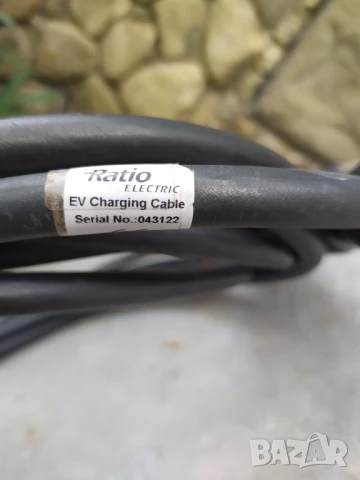 Ratio
ELECTRIC
EV Charging Cable
Serial No.:043122
BAZAR